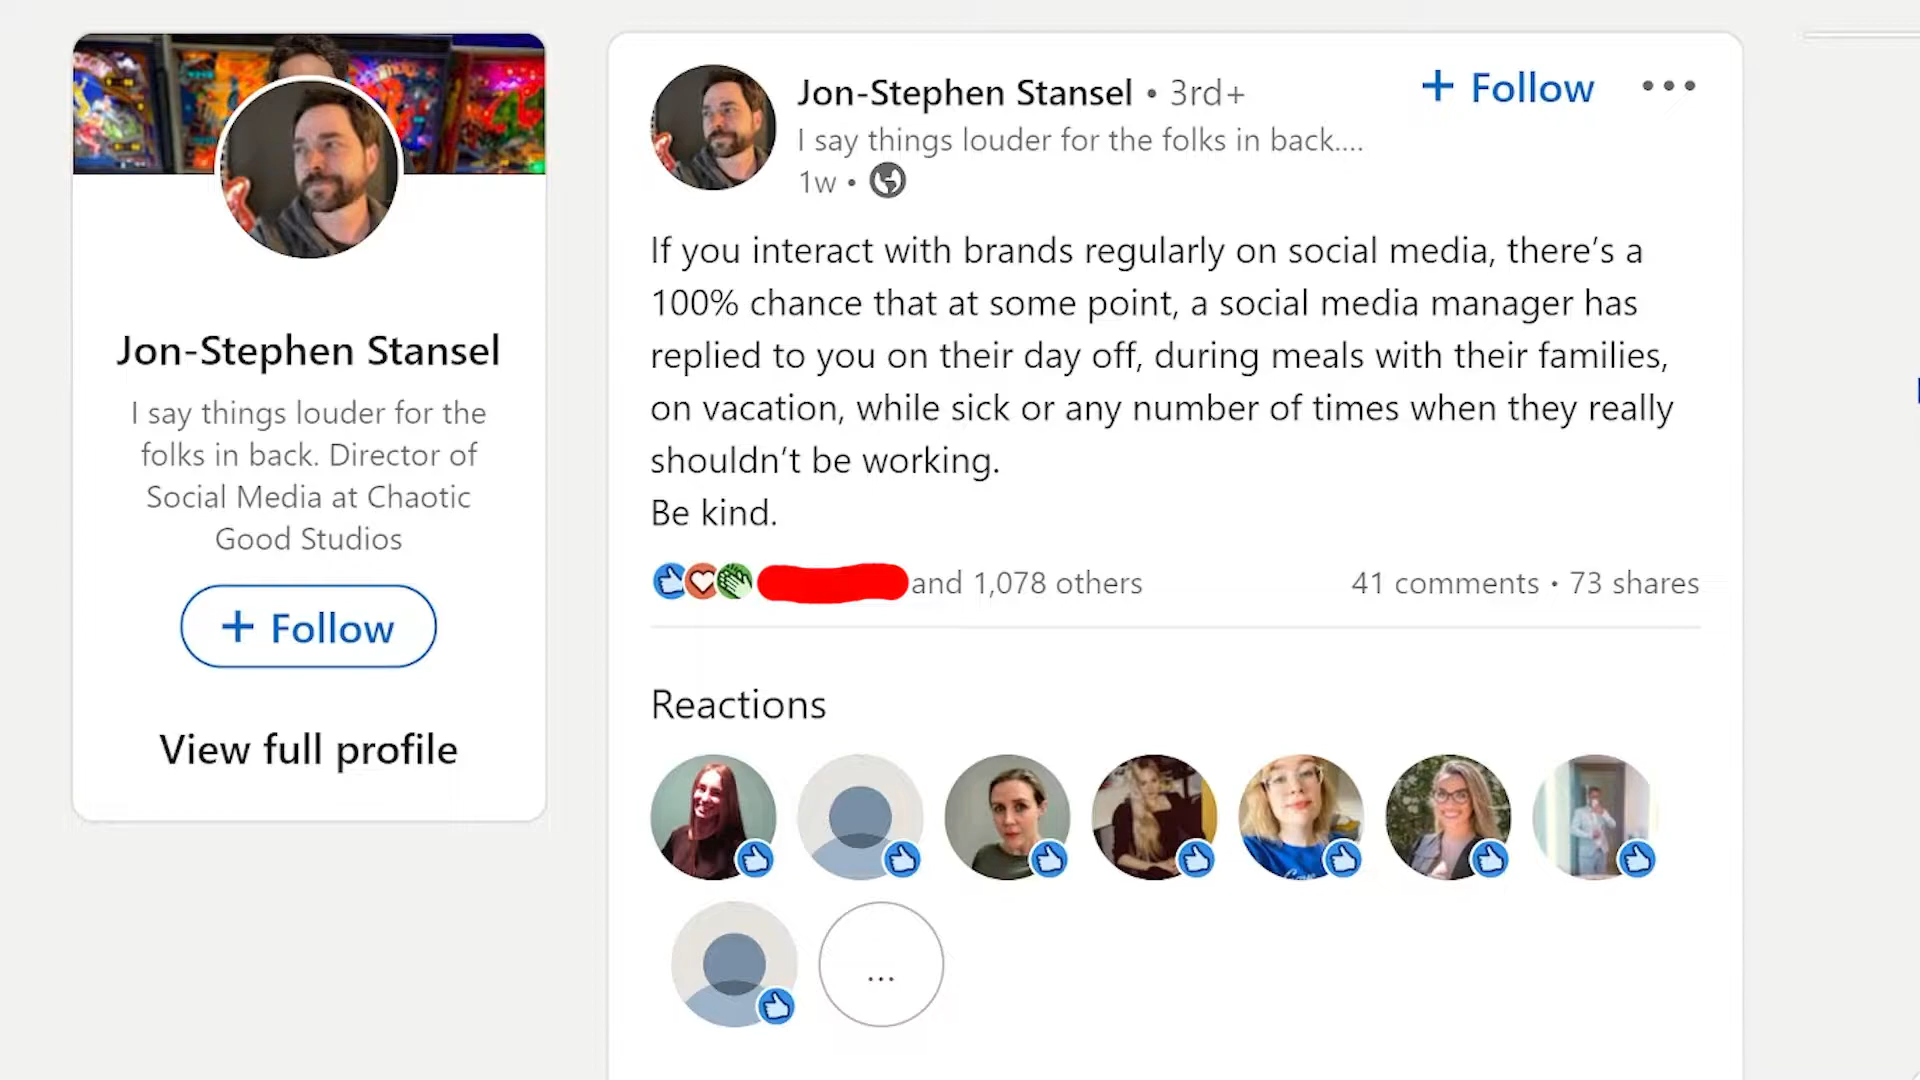 Jon-Stephen Stansel
I say things louder for the
folks in back. Director of
Social Media at Chaotic
Good Studios
+ Follow
View full profile
Jon-Stephen Stansel • 3rd+
+ Follow
I say things louder for the folks in back....
1w •
If you interact with brands regularly on social media, there’s a
100% chance that at some point, a social media manager has
replied to you on their day off, during meals with their families,
on vacation, while sick or any number of times when they really
shouldn’t be working.
Be kind.
and 1,078 others
41 comments • 73 shares
Reactions
...